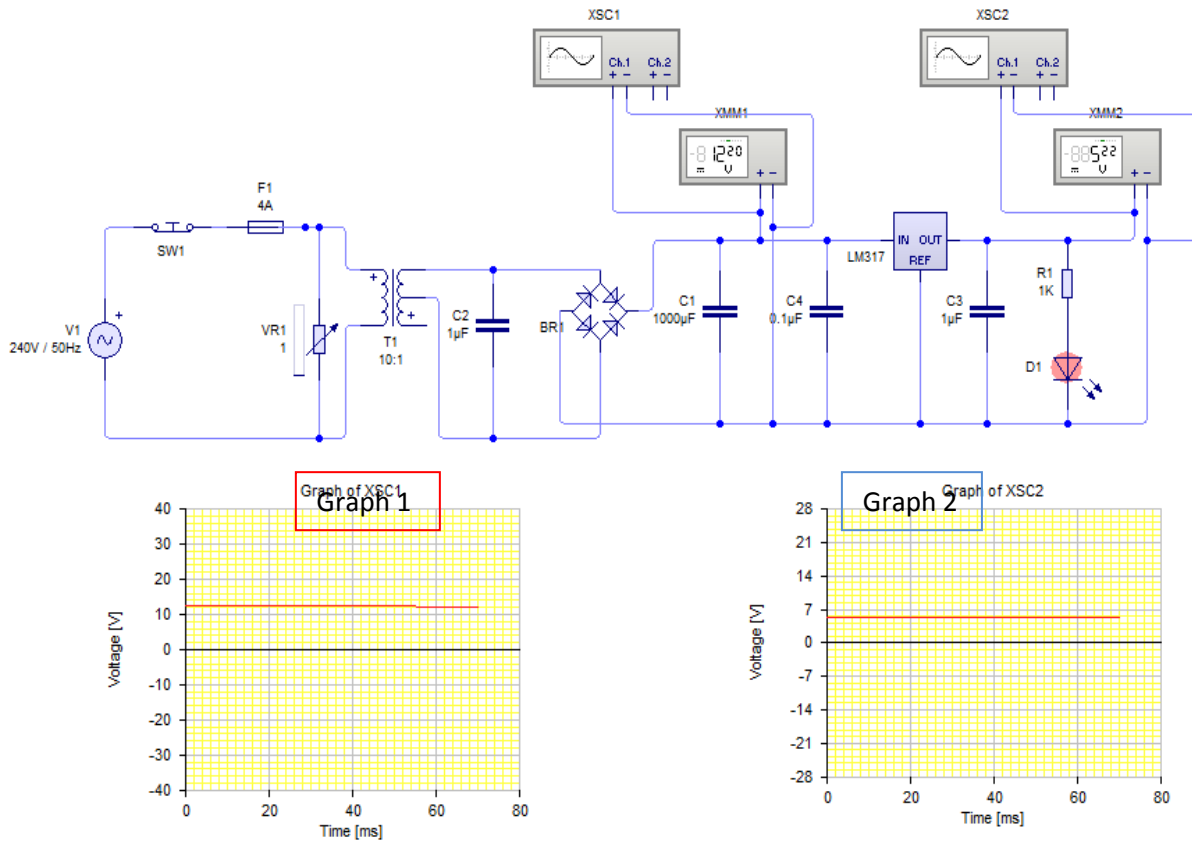 XSC1
XSC2
Ch.1 Ch.2
+ − + −
Ch.1 Ch.2
+ − + −
XMM1
XMM2
1220
V
+ −
522
V
+ −
F1
4A
SW1
IN OUT
REF
LM317
R1
1K
V1
240V / 50Hz
+
VR1
1
+
+
T1
10:1
C2
1µF
BR1
C1
1000µF
C4
0.1µF
C3
1µF
D1
Graph of XSC1
Graph 1
40
30
20
10
0
-10
-20
-30
-40
Voltage [V]
0 20 40 60 80
Time [ms]
Graph of XSC2
Graph 2
28
21
14
7
0
-7
-14
-21
-28
Voltage [V]
0 20 40 60 80
Time [ms]